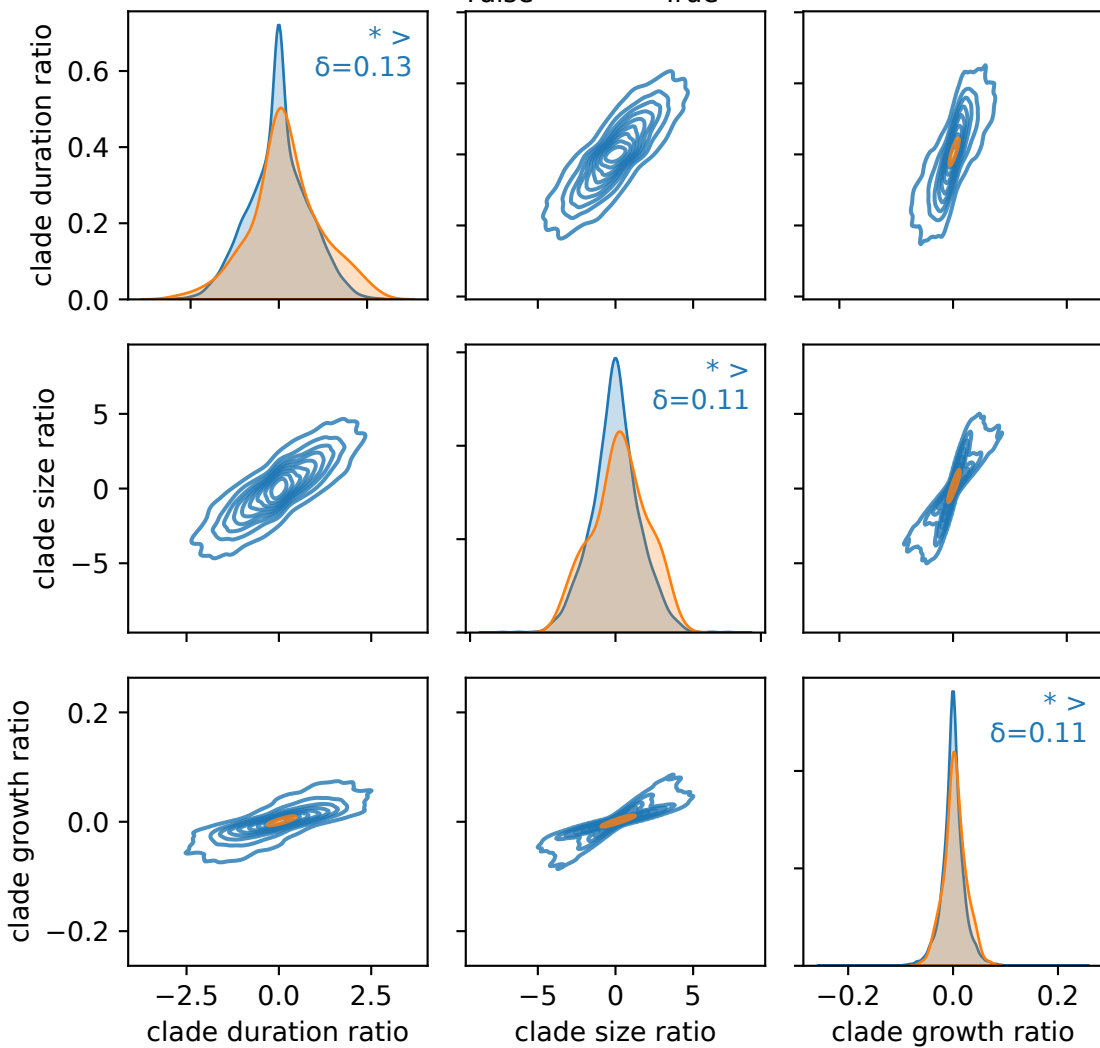 clade duration ratio
0.6
0.4
0.2
0.0
* >
δ=0.13
clade size ratio
5
0
−5
* >
δ=0.11
clade growth ratio
0.2
0.0
−0.2
* >
δ=0.11
−2.5 0.0 2.5
−5 0 5
−0.2 0.0 0.2
clade duration ratio
clade size ratio
clade growth ratio